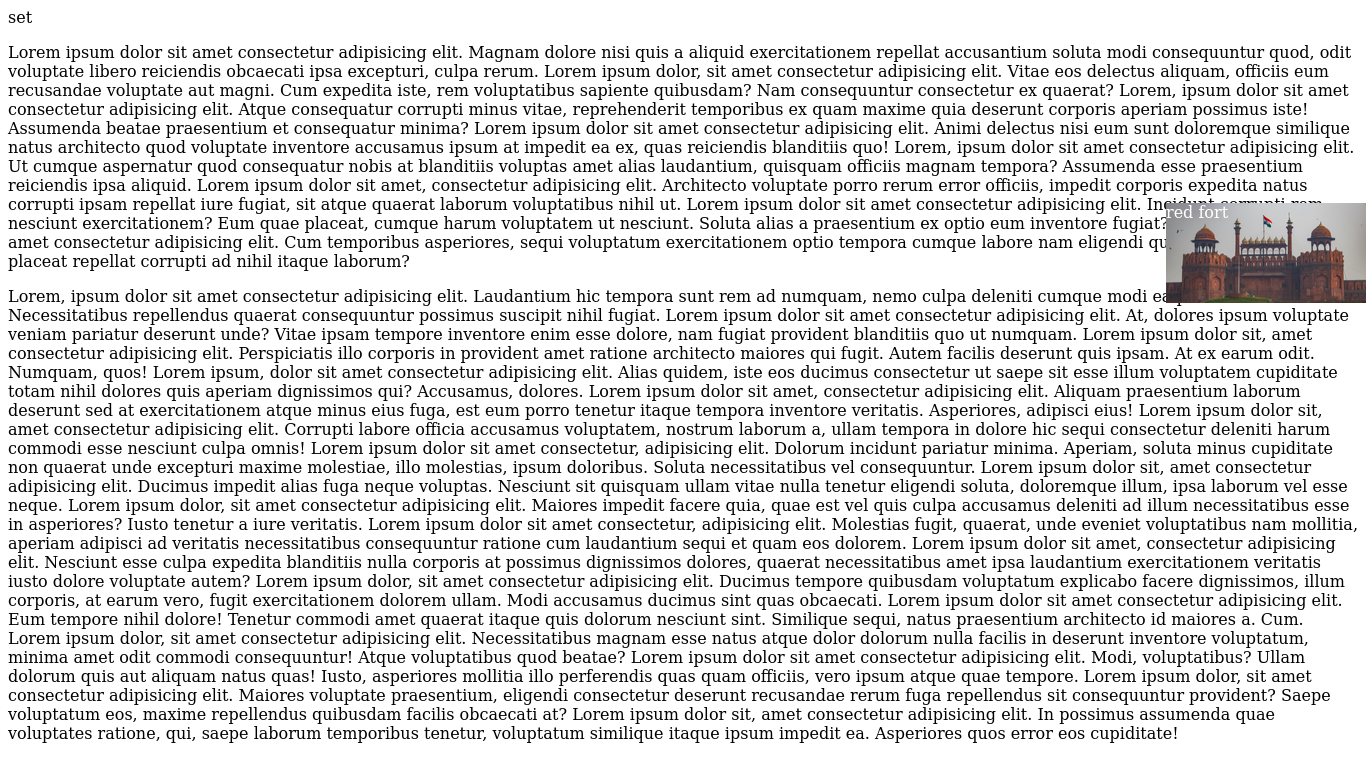 set
Lorem ipsum dolor sit amet consectetur adipisicing elit. Magnam dolore nisi quis a aliquid exercitationem repellat accusantium soluta modi consequuntur quod, odit
voluptate libero reiciendis obcaecati ipsa excepturi, culpa rerum. Lorem ipsum dolor, sit amet consectetur adipisicing elit. Vitae eos delectus aliquam, officiis eum
recusandae voluptate aut magni. Cum expedita iste, rem voluptatibus sapiente quibusdam? Nam consequuntur consectetur ex quaerat? Lorem, ipsum dolor sit amet
consectetur adipisicing elit. Atque consequatur corrupti minus vitae, reprehenderit temporibus ex quam maxime quia deserunt corporis aperiam possimus iste!
Assumenda beatae praesentium et consequatur minima? Lorem ipsum dolor sit amet consectetur adipisicing elit. Animi delectus nisi eum sunt doloremque similique
natus architecto quod voluptate inventore accusamus ipsum at impedit ea ex, quas reiciendis blanditiis quo! Lorem, ipsum dolor sit amet consectetur adipisicing elit.
Ut cumque aspernatur quod consequatur nobis at blanditiis voluptas amet alias laudantium, quisquam officiis magnam tempora? Assumenda esse praesentium
reiciendis ipsa aliquid. Lorem ipsum dolor sit amet, consectetur adipisicing elit. Architecto voluptate porro rerum error officiis, impedit corporis expedita natus
corrupti ipsam repellat iure fugiat, sit atque quaerat laborum voluptatibus nihil ut. Lorem ipsum dolor sit amet consectetur adipisicing elit.
red fort
nesciunt exercitationem? Eum quae placeat, cumque harum voluptatem ut nesciunt. Soluta alias a praesentium ex optio eum inventore fugiat?
amet consectetur adipisicing elit. Cum temporibus asperiores, sequi voluptatum exercitationem optio tempora cumque labore nam eligendi
placeat repellat corrupti ad nihil itaque laborum?
Lorem, ipsum dolor sit amet consectetur adipisicing elit. Laudantium hic tempora sunt rem ad numquam, nemo culpa deleniti cumque modi
Necessitatibus repellendus quaerat consequuntur possimus suscipit nihil fugiat. Lorem ipsum dolor sit amet consectetur adipisicing elit. At, dolores ipsum voluptate
veniam pariatur deserunt unde? Vitae ipsam tempore inventore enim esse dolore, nam fugiat provident blanditiis quo ut numquam. Lorem ipsum dolor sit, amet
consectetur adipisicing elit. Perspiciatis illo corporis in provident amet ratione architecto maiores qui fugit. Autem facilis deserunt quis ipsam. At ex earum odit.
Numquam, quos! Lorem ipsum, dolor sit amet consectetur adipisicing elit. Alias quidem, iste eos ducimus consectetur ut saepe sit esse illum voluptatem cupiditate
totam nihil dolores quis aperiam dignissimos qui? Accusamus, dolores. Lorem ipsum dolor sit amet, consectetur adipisicing elit. Aliquam praesentium laborum
deserunt sed at exercitationem atque minus eius fuga, est eum porro tenetur itaque tempora inventore veritatis. Asperiores, adipisci eius! Lorem ipsum dolor sit,
amet consectetur adipisicing elit. Corrupti labore officia accusamus voluptatem, nostrum laborum a, ullam tempora in dolore hic sequi consectetur deleniti harum
commodi esse nesciunt culpa omnis! Lorem ipsum dolor sit amet consectetur, adipisicing elit. Dolorum incidunt pariatur minima. Aperiam, soluta minus cupiditate
non quaerat unde excepturi maxime molestiae, illo molestias, ipsum doloribus. Soluta necessitatibus vel consequuntur. Lorem ipsum dolor sit, amet consectetur
adipisicing elit. Ducimus impedit alias fuga neque voluptas. Nesciunt sit quisquam ullam vitae nulla tenetur eligendi soluta, doloremque illum, ipsa laborum vel esse
neque. Lorem ipsum dolor, sit amet consectetur adipisicing elit. Maiores impedit facere quia, quae est vel quis culpa accusamus deleniti ad illum necessitatibus esse
in asperiores? Iusto tenetur a iure veritatis. Lorem ipsum dolor sit amet consectetur, adipisicing elit. Molestias fugit, quaerat, unde eveniet voluptatibus nam mollitia,
aperiam adipisci ad veritatis necessitatibus consequuntur ratione cum laudantium sequi et quam eos dolorem. Lorem ipsum dolor sit amet, consectetur adipisicing
elit. Nesciunt esse culpa expedita blanditiis nulla corporis at possimus dignissimos dolores, quaerat necessitatibus amet ipsa laudantium exercitationem veritatis
iusto dolore voluptate autem? Lorem ipsum dolor, sit amet consectetur adipisicing elit. Ducimus tempore quibusdam voluptatum explicabo facere dignissimos, illum
corporis, at earum vero, fugit exercitationem dolorem ullam. Modi accusamus ducimus sint quas obcaecati. Lorem ipsum dolor sit amet consectetur adipisicing elit.
Eum tempore nihil dolore! Tenetur commodi amet quaerat itaque quis dolorum nesciunt sint. Similique sequi, natus praesentium architecto id maiores a. Cum.
Lorem ipsum dolor, sit amet consectetur adipisicing elit. Necessitatibus magnam esse natus atque dolor dolorum nulla facilis in deserunt inventore voluptatum,
minima amet odit commodi consequuntur! Atque voluptatibus quod beatae? Lorem ipsum dolor sit amet consectetur adipisicing elit. Modi, voluptatibus? Ullam
dolorum quis aut aliquam natus quas! Iusto, asperiores mollitia illo perferendis quas quam officiis, vero ipsum atque quae tempore. Lorem ipsum dolor, sit amet
consectetur adipisicing elit. Maiores voluptate praesentium, eligendi consectetur deserunt recusandae rerum fuga repellendus sit consequuntur provident? Saepe
voluptatum eos, maxime repellendus quibusdam facilis obcaecati at? Lorem ipsum dolor sit, amet consectetur adipisicing elit. In possimus assumenda quae
voluptates ratione, qui, saepe laborum temporibus tenetur, voluptatum similique itaque ipsum impedit ea. Asperiores quos error eos cupiditate!